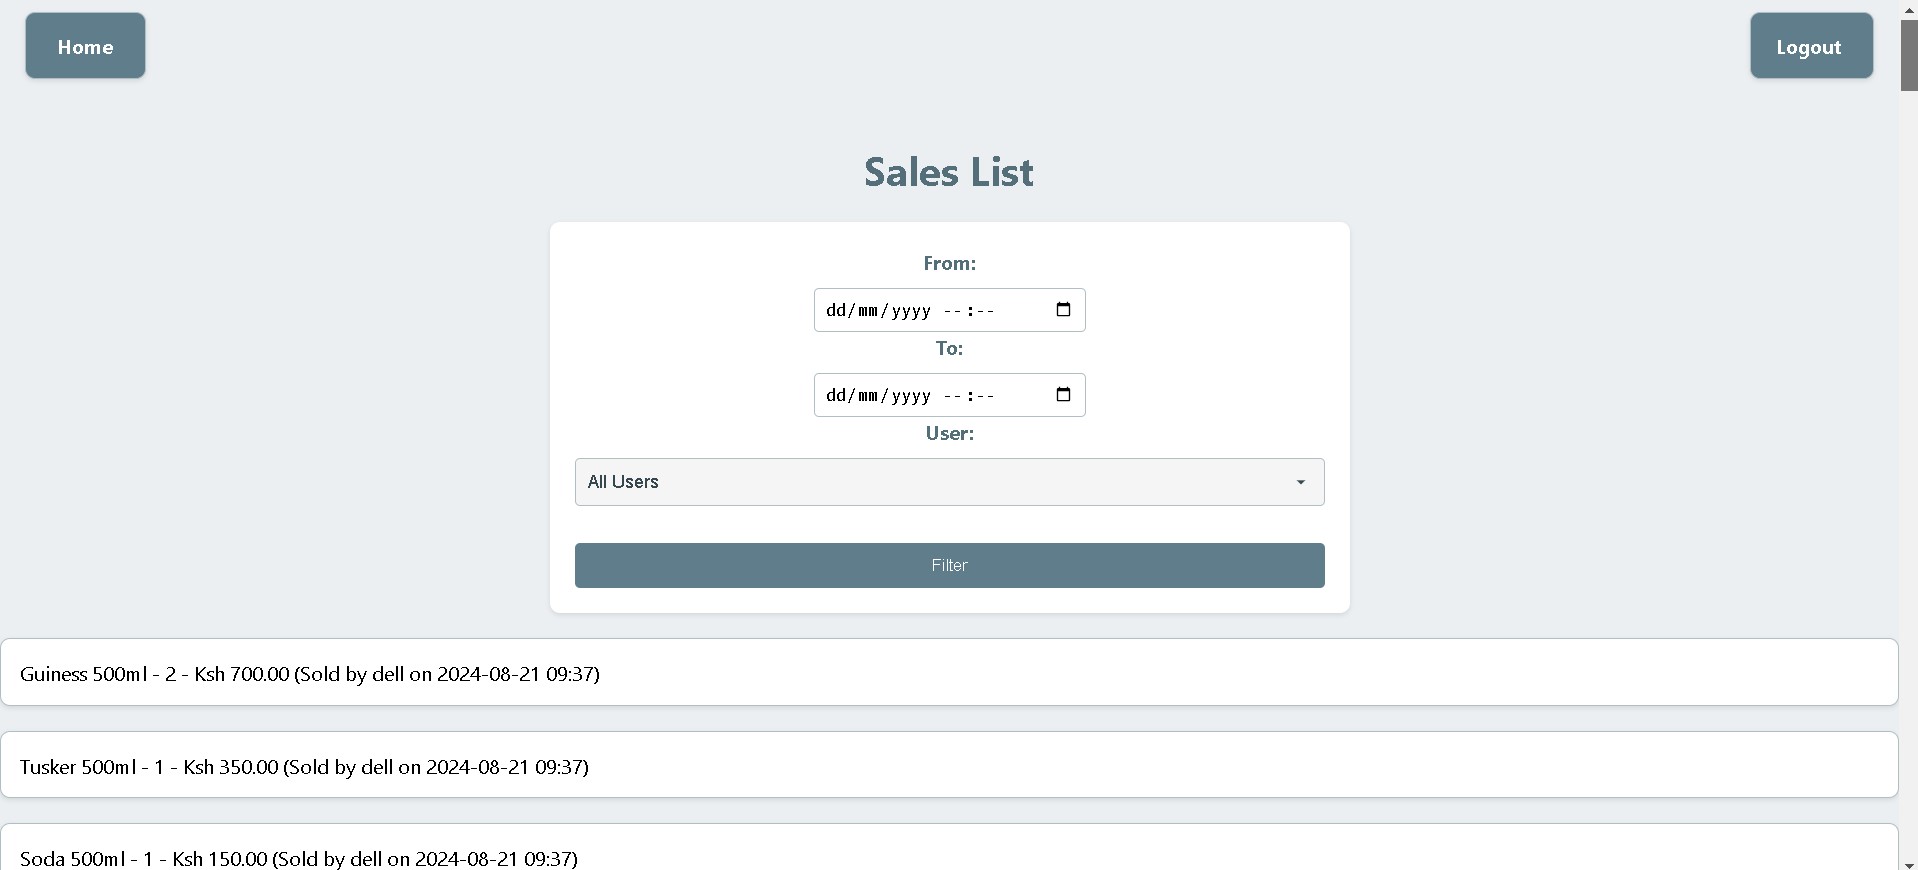 Home
Logout
Sales List
From:
dd/mm/yyyy --:--
To:
dd/mm/yyyy --:--
User:
All Users
Filter
Guiness 500ml - 2 - Ksh 700.00 (Sold by dell on 2024-08-21 09:37)
Tusker 500ml - 1 - Ksh 350.00 (Sold by dell on 2024-08-21 09:37)
Soda 500ml - 1 - Ksh 150.00 (Sold by dell on 2024-08-21 09:37)